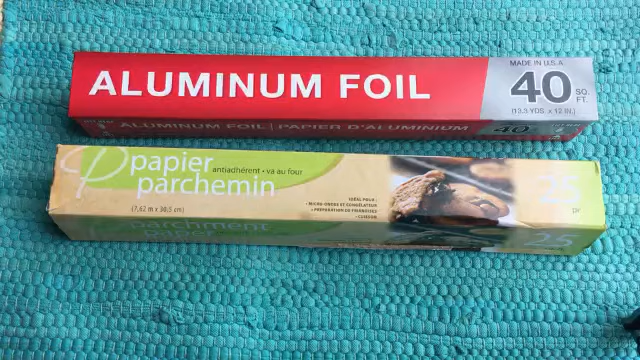 ALUMINUM FOIL
MADE IN U.S.A.
40 SQ. FT.
(13.3 YDS. x 12 IN.)
ALUMINUM FOIL | PAPIER D'ALUMINIUM
40
papier
parchemin
antiadhérent • va au four
(7,62 m x 38,5 cm)
IDÉAL POUR :
• MICRO-ONDES ET CONGÉLATEUR
• PRÉPARATION DE FRIANDISES
• CUISSON
25
parchment
paper
25